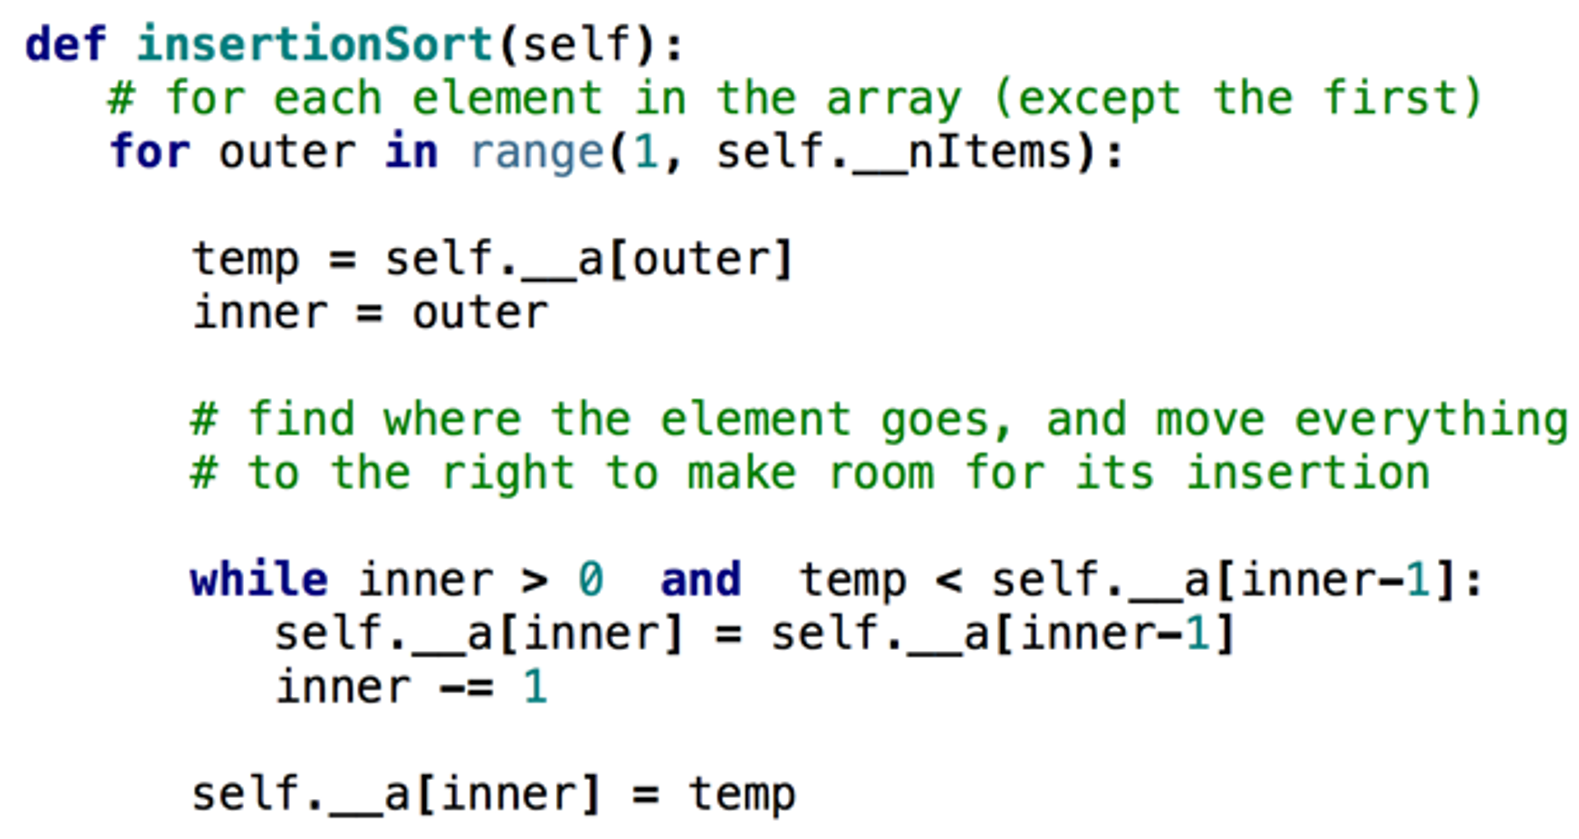 def insertionSort(self):
# for each element in the array (except the first)
for outer in range(1, self.__nItems):
temp = self.__a[outer]
inner = outer
# find where the element goes, and move everything
# to the right to make room for its insertion
while inner > 0  and  temp < self.__a[inner-1]:
self.__a[inner] = self.__a[inner-1]
inner -= 1
self.__a[inner] = temp